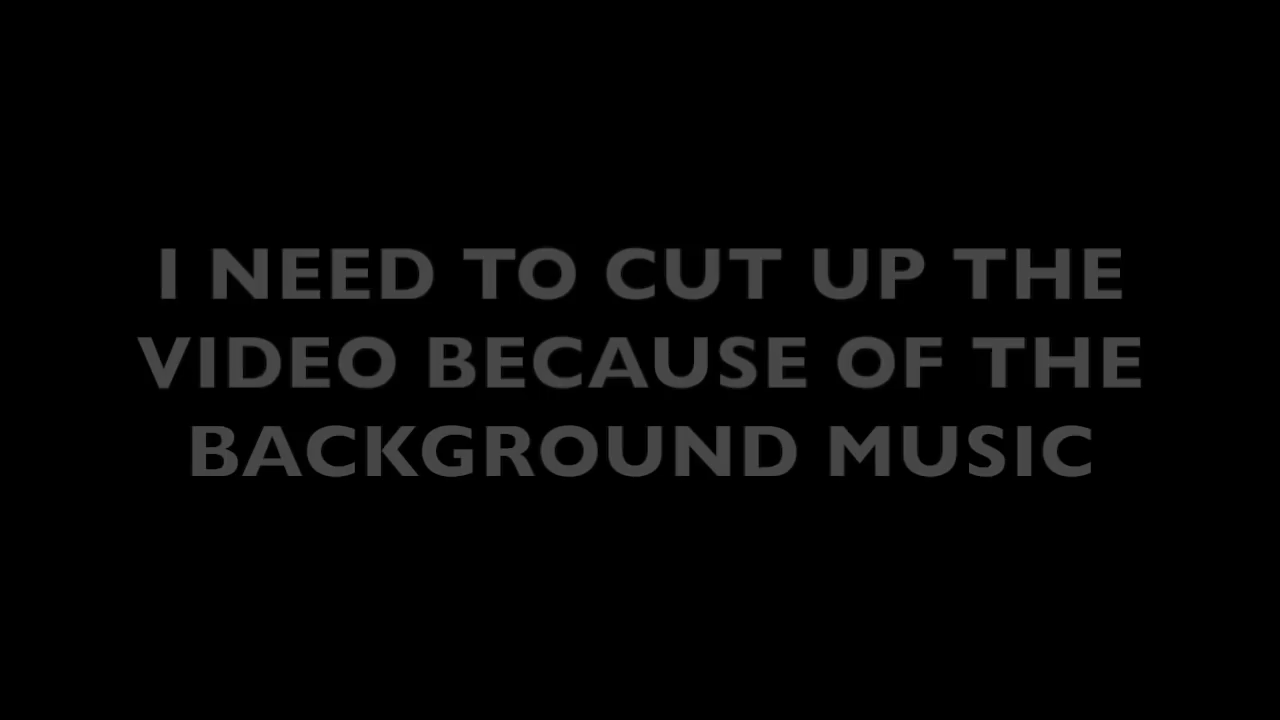 I NEED TO CUT UP THE
VIDEO BECAUSE OF THE
BACKGROUND MUSIC